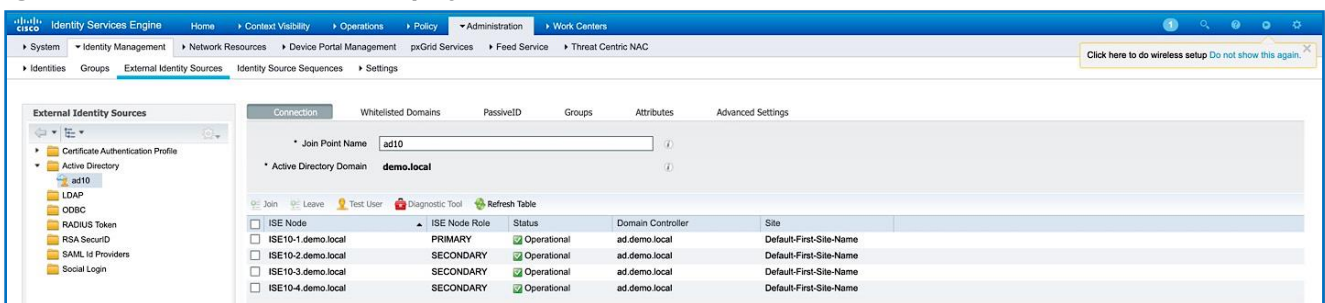 cisco Identity Services Engine Home Context Visibility Operations Policy Administration Work Centers 1
System Identity Management Network Resources Device Portal Management pxGrid Services Feed Service Threat Centric NAC
Click here to do wireless setup Do not show this again.
Identities Groups External Identity Sources Identity Source Sequences Settings
External Identity Sources
Certificate Authentication Profile
Active Directory
ad10
LDAP
ODBC
RADIUS Token
RSA SecurID
SAML Id Providers
Social Login
Connection Whitelisted Domains PassiveID Groups Attributes Advanced Settings
* Join Point Name ad10
* Active Directory Domain demo.local
Join Leave Test User Diagnostic Tool Refresh Table
ISE Node ISE Node Role Status Domain Controller Site
ISE10-1.demo.local PRIMARY Operational ad.demo.local Default-First-Site-Name
ISE10-2.demo.local SECONDARY Operational ad.demo.local Default-First-Site-Name
ISE10-3.demo.local SECONDARY Operational ad.demo.local Default-First-Site-Name
ISE10-4.demo.local SECONDARY Operational ad.demo.local Default-First-Site-Name